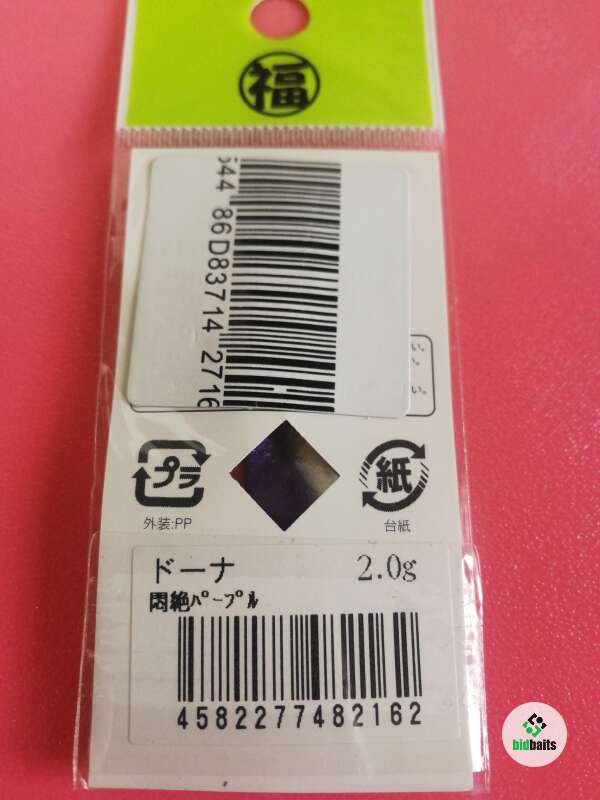 福
644 86D83714 2716
プラ
外装:PP
紙
台紙
ドーナ 2.0g
悶絶ﾊﾟｰﾌﾟﾙ
4582277482162
bidbaits